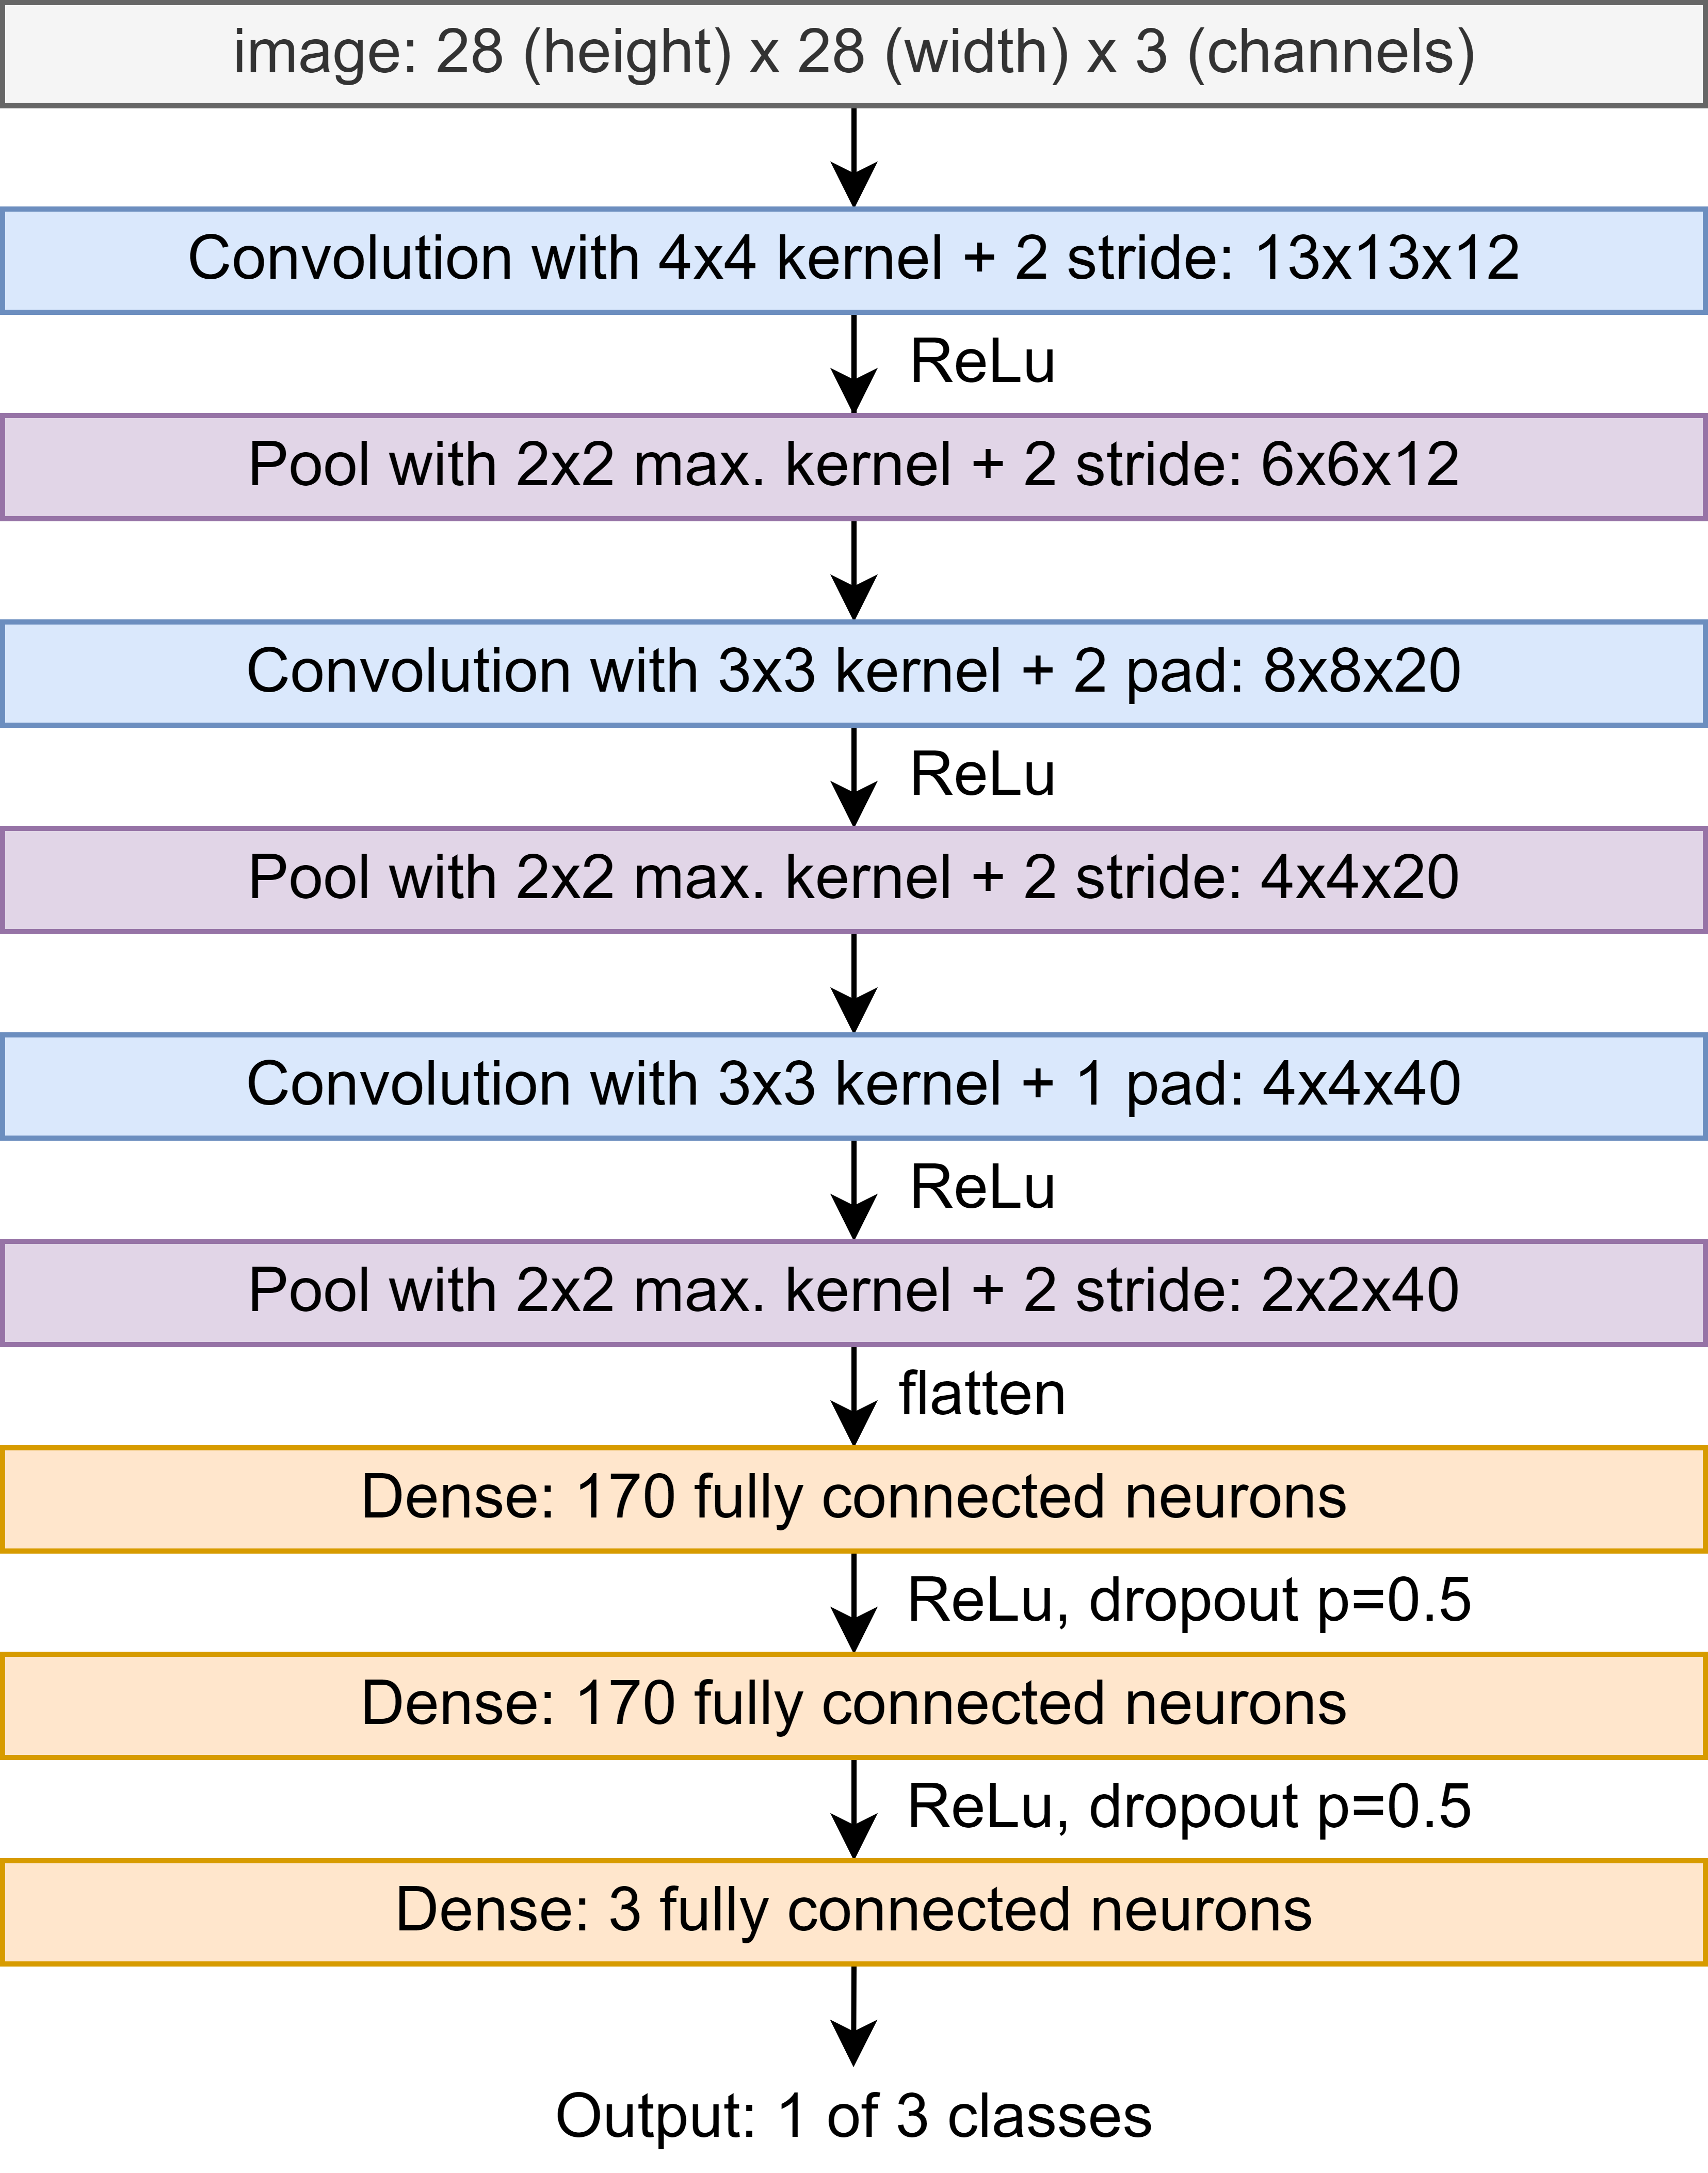 image: 28 (height) x 28 (width) x 3 (channels)
Convolution with 4x4 kernel + 2 stride: 13x13x12
ReLu
Pool with 2x2 max. kernel + 2 stride: 6x6x12
Convolution with 3x3 kernel + 2 pad: 8x8x20
ReLu
Pool with 2x2 max. kernel + 2 stride: 4x4x20
Convolution with 3x3 kernel + 1 pad: 4x4x40
ReLu
Pool with 2x2 max. kernel + 2 stride: 2x2x40
flatten
Dense: 170 fully connected neurons
ReLu, dropout p=0.5
Dense: 170 fully connected neurons
ReLu, dropout p=0.5
Dense: 3 fully connected neurons
Output: 1 of 3 classes